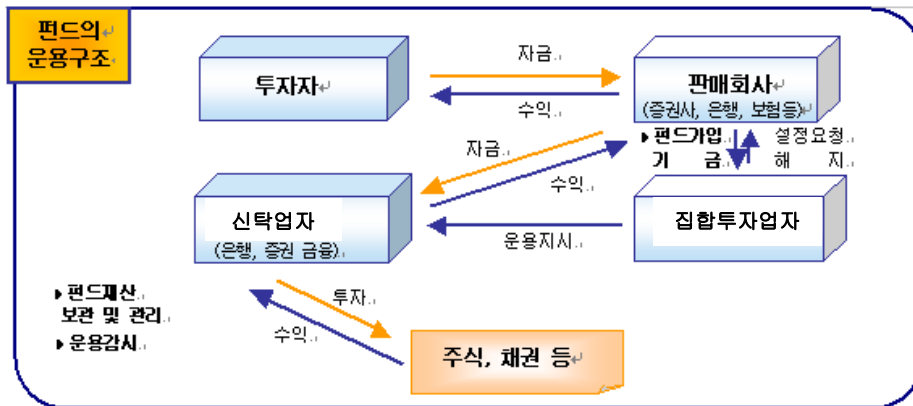 펀드의
운용구조
투자자
자금
수익
판매회사
(증권사, 은행, 보험등)
펀드가입
기 금
설정요청
해 지
자금
수익
신탁업자
(은행, 증권 금융)
운용지시
집합투자업자
펀드재산
보관 및 관리
운용감시
투자
수익
주식, 채권 등